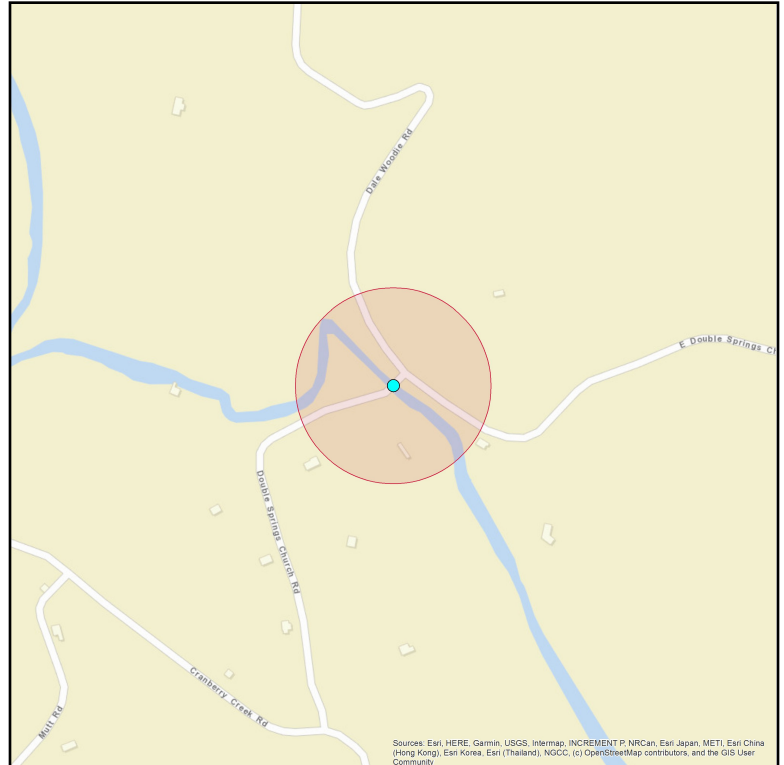 Dale Woodie Rd
E Double Springs Ch
Double Springs Church Rd
Cranberry Creek Rd
Mutt Rd
Sources: Esri, HERE, Garmin, USGS, Intermap, INCREMENT P, NRCan, Esri Japan, METI, Esri China
(Hong Kong), Esri Korea, Esri (Thailand), NGCC, (c) OpenStreetMap contributors, and the GIS User
Community